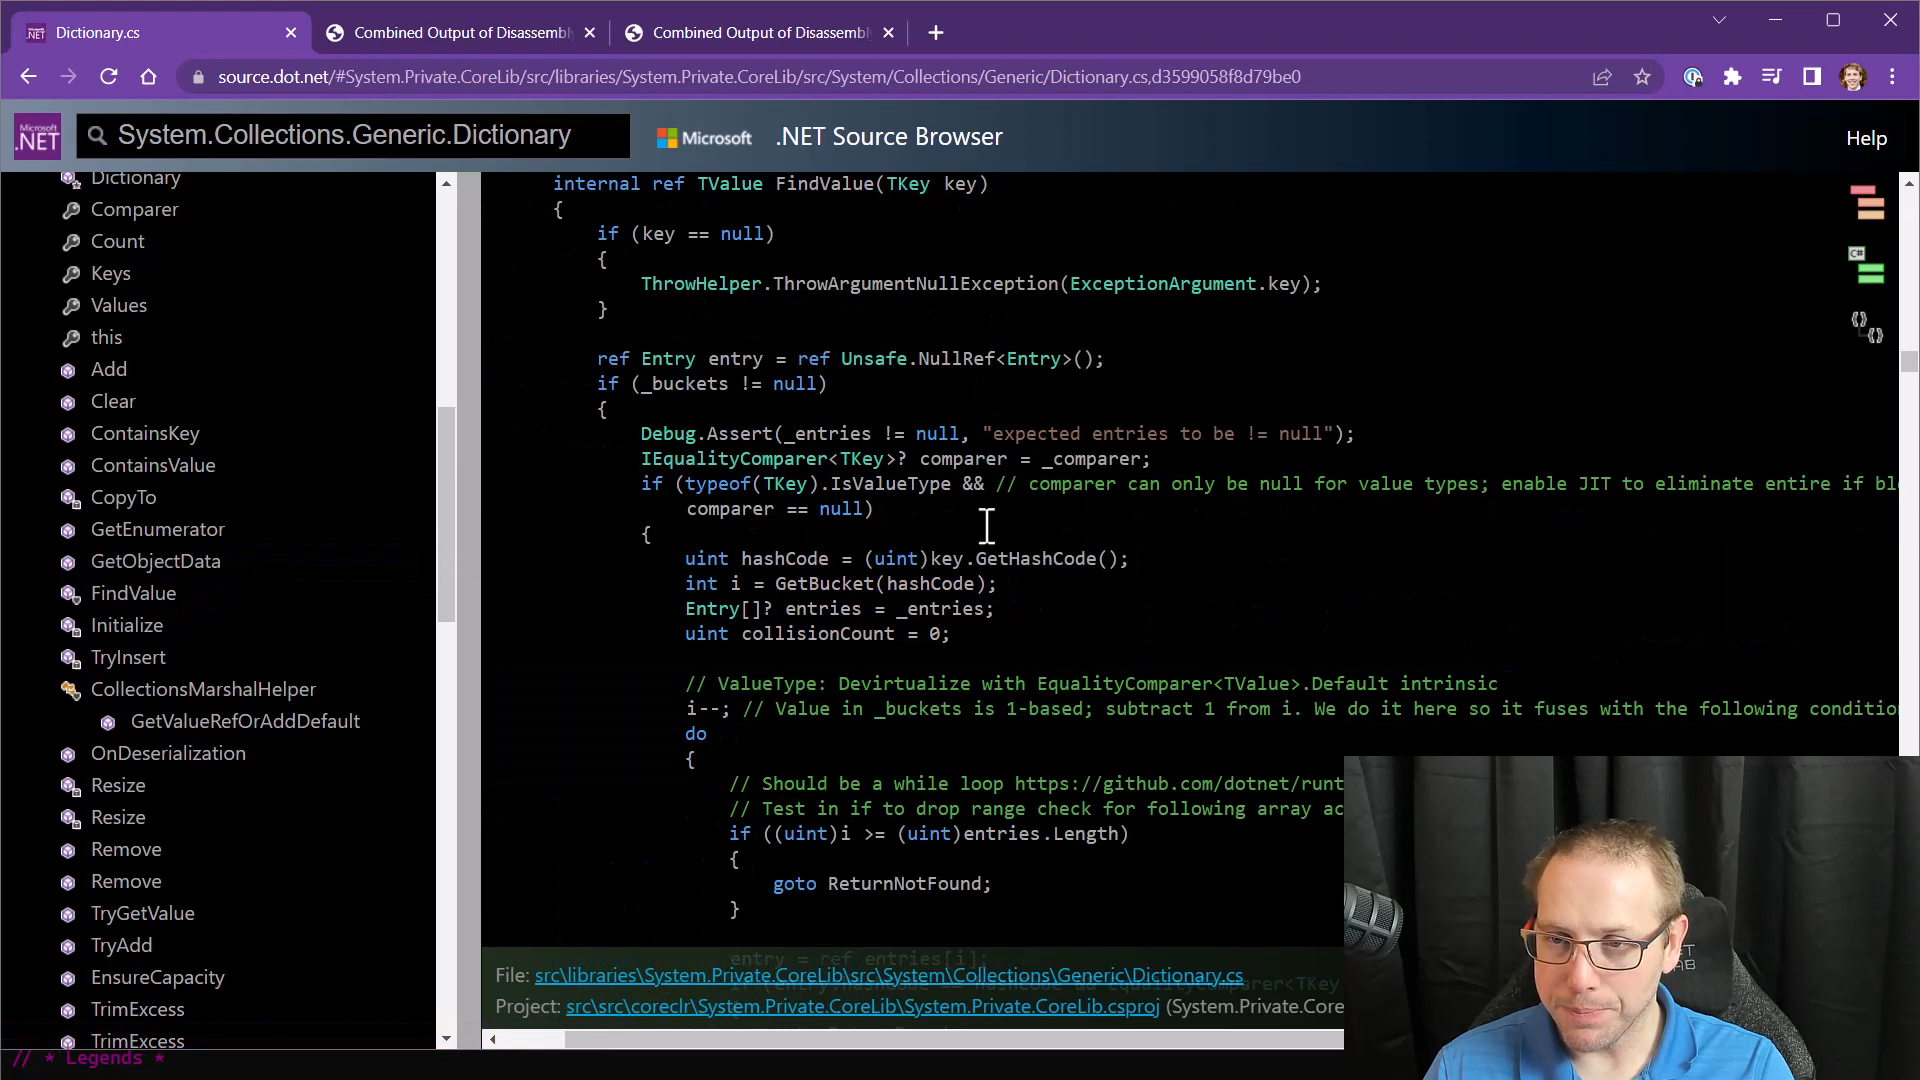 Dictionary.cs
Combined Output of Disassembl
Combined Output of Disassembl
source.dot.net/#System.Private.CoreLib/src/libraries/System.Private.CoreLib/src/System/Collections/Generic/Dictionary.cs,d3599058f8d79be0
Microsoft .NET
System.Collections.Generic.Dictionary
Microsoft
.NET Source Browser
Help
Dictionary
Comparer
Count
Keys
Values
this
Add
Clear
ContainsKey
ContainsValue
CopyTo
GetEnumerator
GetObjectData
FindValue
Initialize
TryInsert
CollectionsMarshalHelper
GetValueRefOrAddDefault
OnDeserialization
Resize
Resize
Remove
Remove
TryGetValue
TryAdd
EnsureCapacity
TrimExcess
TrimExcess
// * Legends *
internal ref TValue FindValue(TKey key)
{
if (key == null)
{
ThrowHelper.ThrowArgumentNullException(ExceptionArgument.key);
}
ref Entry entry = ref Unsafe.NullRef<Entry>();
if (_buckets != null)
{
Debug.Assert(_entries != null, "expected entries to be != null");
IEqualityComparer<TKey>? comparer = _comparer;
if (typeof(TKey).IsValueType && // comparer can only be null for value types; enable JIT to eliminate entire if bl
comparer == null)
{
uint hashCode = (uint)key.GetHashCode();
int i = GetBucket(hashCode);
Entry[]? entries = _entries;
uint collisionCount = 0;
// ValueType: Devirtualize with EqualityComparer<TValue>.Default intrinsic
i--; // Value in _buckets is 1-based; subtract 1 from i. We do it here so it fuses with the following conditio
do
{
// Should be a while loop https://github.com/dotnet/runt
// Test in if to drop range check for following array ac
if ((uint)i >= (uint)entries.Length)
{
goto ReturnNotFound;
}
entry = ref entries[i];
File: src\libraries\System.Private.CoreLib\src\System\Collections\Generic\Dictionary.cs
Project: src\src\coreclr\System.Private.CoreLib\System.Private.CoreLib.csproj (System.Private.Core